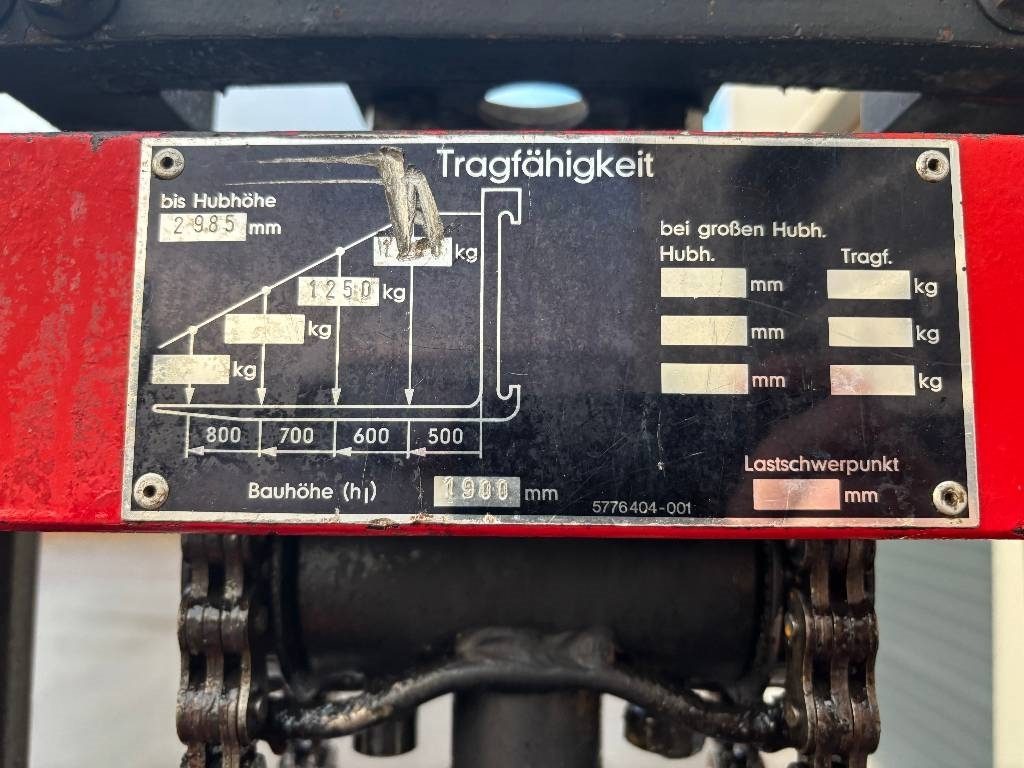 Tragfähigkeit
bis Hubhöhe
2985 mm
kg
1250 kg
kg
kg
800 700 600 500
Bauhöhe (h₁) 1900 mm
5776404-001
bei großen Hubh.
Hubh. Tragf.
mm kg
mm kg
mm kg
Lastschwerpunkt
mm